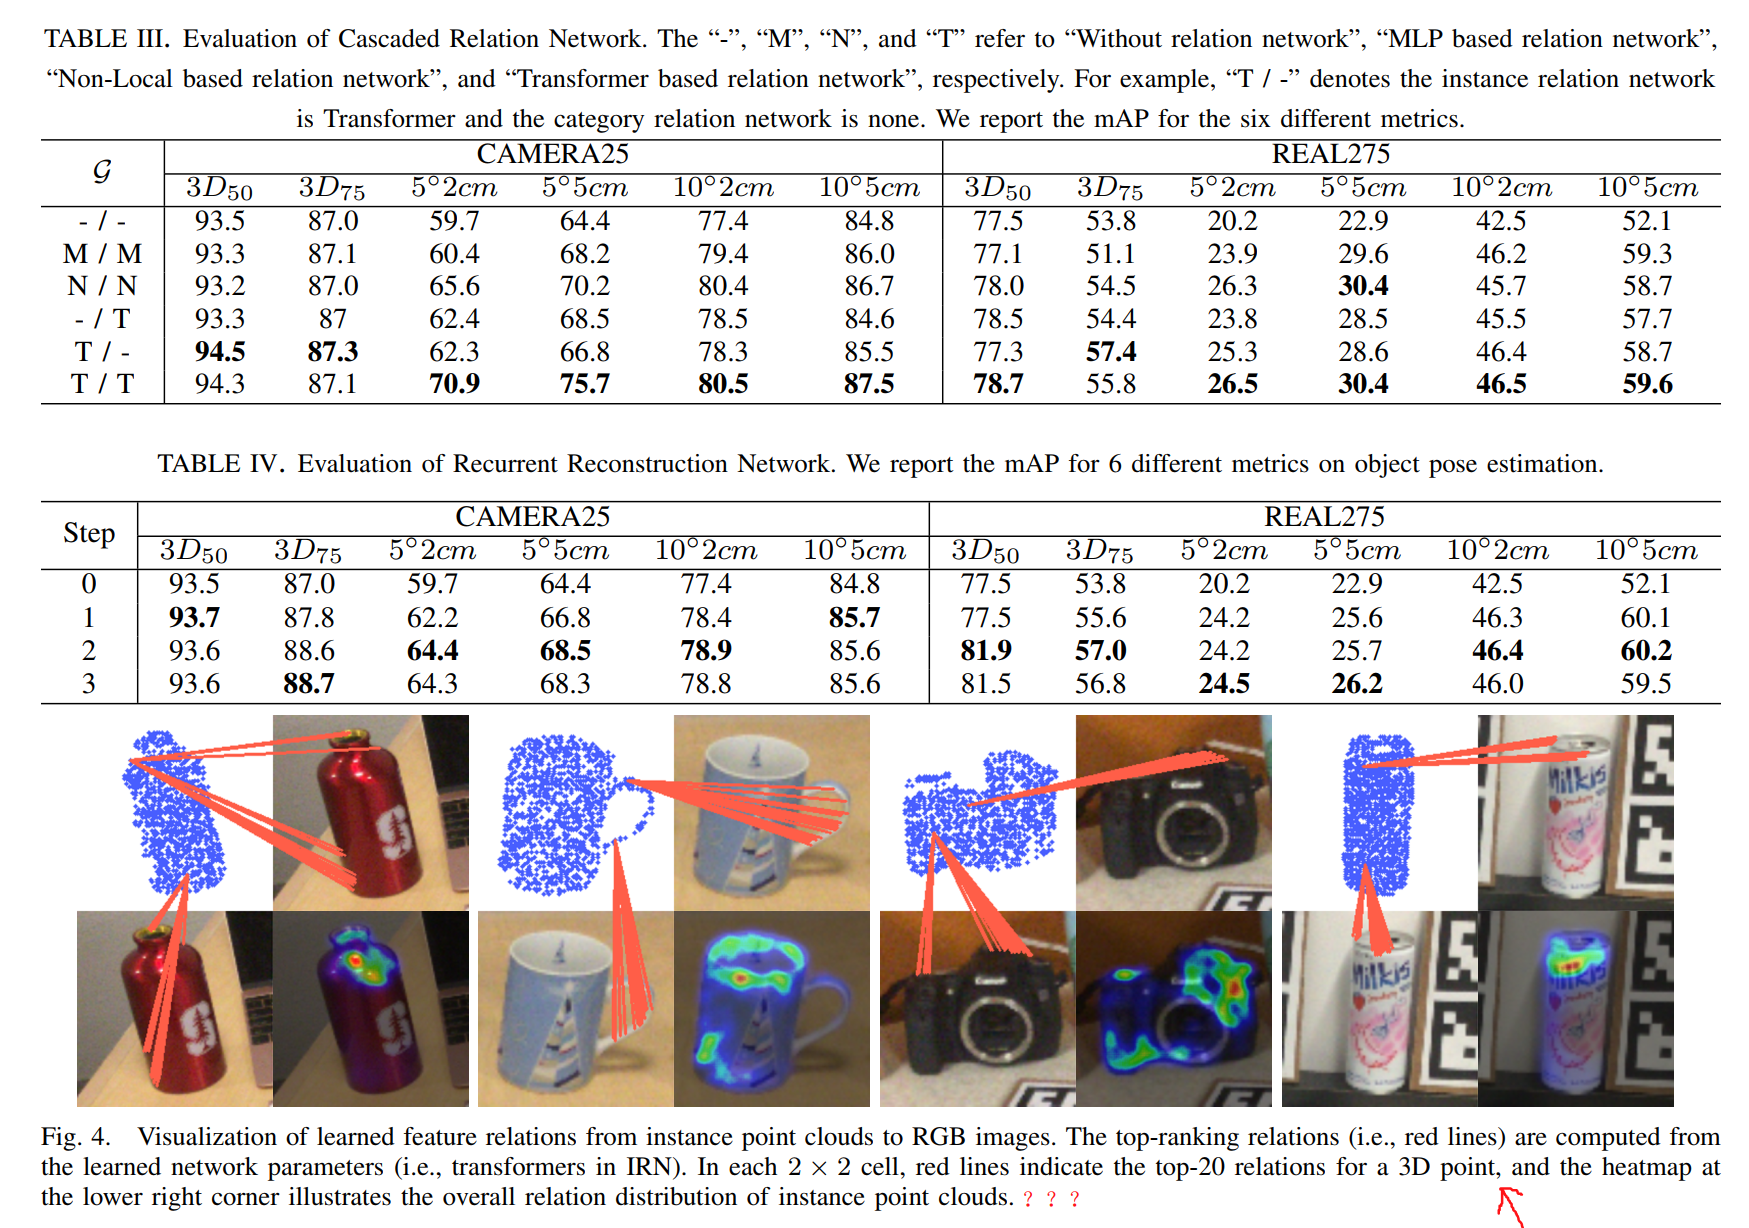 TABLE III. Evaluation of Cascaded Relation Network. The “-”, “M”, “N”, and “T” refer to “Without relation network”, “MLP based relation network”,
“Non-Local based relation network”, and “Transformer based relation network”, respectively. For example, “T / -” denotes the instance relation network
is Transformer and the category relation network is none. We report the mAP for the six different metrics.
𝒢 CAMERA25 REAL275
3D50 3D75 5°2cm 5°5cm 10°2cm 10°5cm 3D50 3D75 5°2cm 5°5cm 10°2cm 10°5cm
- / - 93.5 87.0 59.7 64.4 77.4 84.8 77.5 53.8 20.2 22.9 42.5 52.1
M / M 93.3 87.1 60.4 68.2 79.4 86.0 77.1 51.1 23.9 29.6 46.2 59.3
N / N 93.2 87.0 65.6 70.2 80.4 86.7 78.0 54.5 26.3 30.4 45.7 58.7
- / T 93.3 87 62.4 68.5 78.5 84.6 78.5 54.4 23.8 28.5 45.5 57.7
T / - 94.5 87.3 62.3 66.8 78.3 85.5 77.3 57.4 25.3 28.6 46.4 58.7
T / T 94.3 87.1 70.9 75.7 80.5 87.5 78.7 55.8 26.5 30.4 46.5 59.6
TABLE IV. Evaluation of Recurrent Reconstruction Network. We report the mAP for 6 different metrics on object pose estimation.
Step CAMERA25 REAL275
3D50 3D75 5°2cm 5°5cm 10°2cm 10°5cm 3D50 3D75 5°2cm 5°5cm 10°2cm 10°5cm
0 93.5 87.0 59.7 64.4 77.4 84.8 77.5 53.8 20.2 22.9 42.5 52.1
1 93.7 87.8 62.2 66.8 78.4 85.7 77.5 55.6 24.2 25.6 46.3 60.1
2 93.6 88.6 64.4 68.5 78.9 85.6 81.9 57.0 24.2 25.7 46.4 60.2
3 93.6 88.7 64.3 68.3 78.8 85.6 81.5 56.8 24.5 26.2 46.0 59.5
S
Canon
Milkis
S
Canon
Milkis
Milkis
Fig. 4. Visualization of learned feature relations from instance point clouds to RGB images. The top-ranking relations (i.e., red lines) are computed from
the learned network parameters (i.e., transformers in IRN). In each 2 × 2 cell, red lines indicate the top-20 relations for a 3D point, and the heatmap at
the lower right corner illustrates the overall relation distribution of instance point clouds. ? ? ?